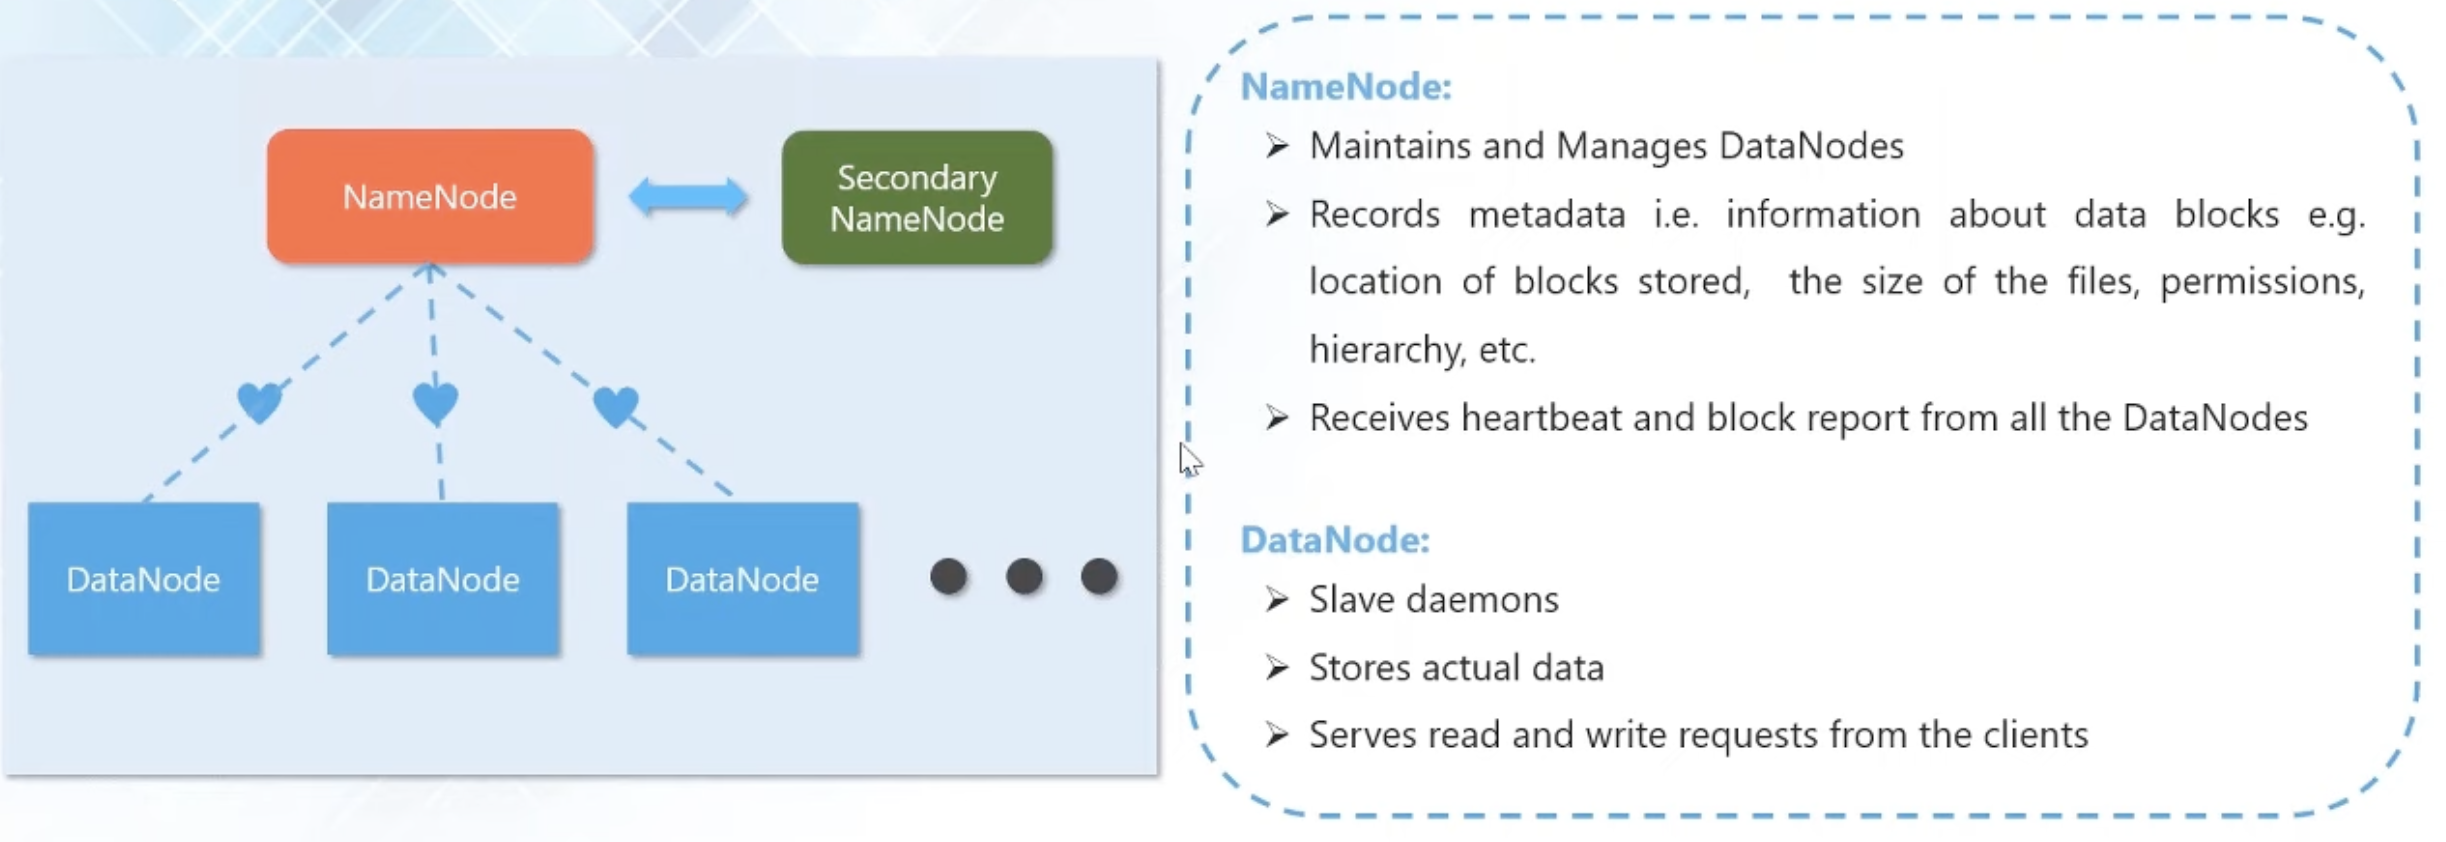 NameNode
Secondary
NameNode
DataNode
DataNode
DataNode
NameNode:
➢ Maintains and Manages DataNodes
➢ Records metadata i.e. information about data blocks e.g.
location of blocks stored, the size of the files, permissions,
hierarchy, etc.
➢ Receives heartbeat and block report from all the DataNodes
DataNode:
➢ Slave daemons
➢ Stores actual data
➢ Serves read and write requests from the clients